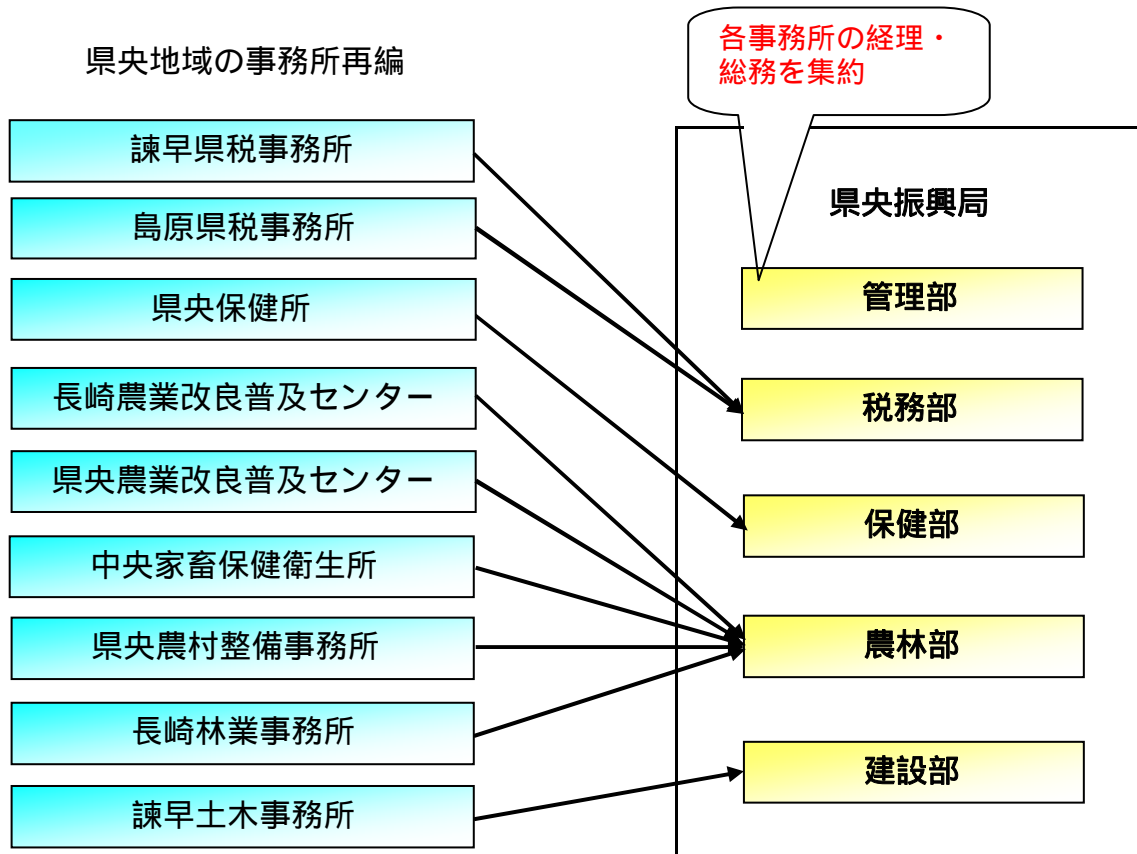 県央地域の事務所再編
各事務所の経理・
総務を集約
諫早県税事務所
島原県税事務所
県央保健所
長崎農業改良普及センター
県央農業改良普及センター
中央家畜保健衛生所
県央農村整備事務所
長崎林業事務所
諫早土木事務所
県央振興局
管理部
税務部
保健部
農林部
建設部